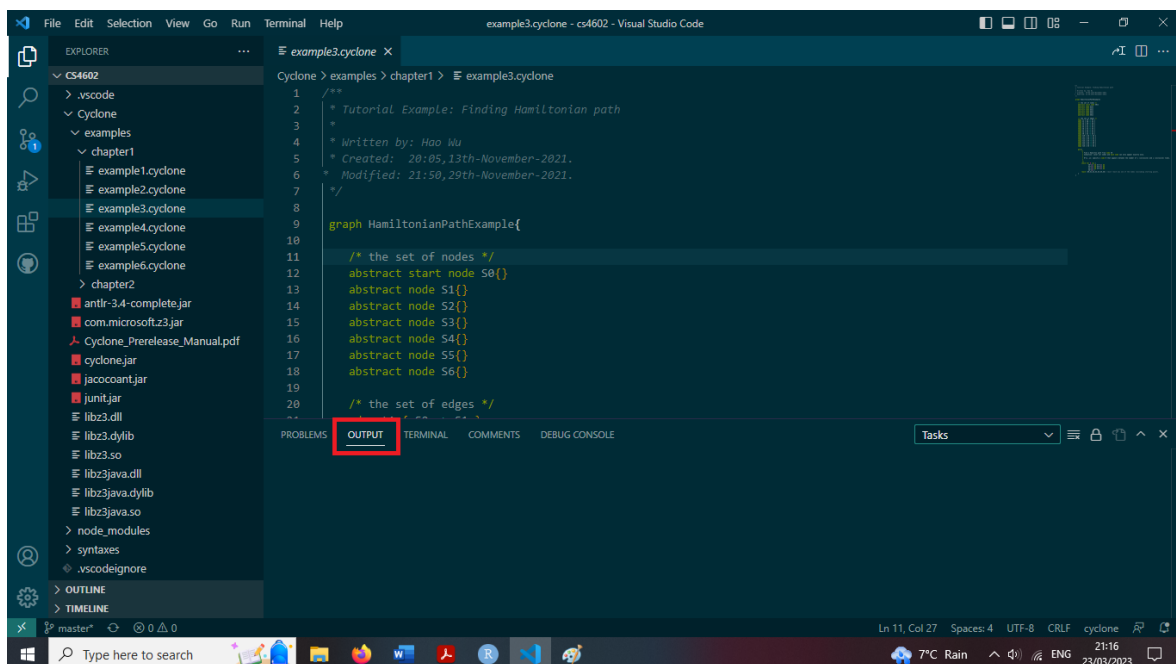 File Edit Selection View Go Run Terminal Help
example3.cyclone - cs4602 - Visual Studio Code
EXPLORER
CS4602
.vscode
Cyclone
examples
chapter1
example1.cyclone
example2.cyclone
example3.cyclone
example4.cyclone
example5.cyclone
example6.cyclone
chapter2
antlr-3.4-complete.jar
com.microsoft.z3.jar
Cyclone_Prerelease_Manual.pdf
cyclone.jar
jacocoant.jar
junit.jar
libz3.dll
libz3.dylib
libz3.so
libz3java.dll
libz3java.dylib
libz3java.so
node_modules
syntaxes
.vscodeignore
OUTLINE
TIMELINE
1
example3.cyclone
Cyclone > examples > chapter1 > example3.cyclone
1 /**
2 * Tutorial Example: Finding Hamiltonian path
3 *
4 * Written by: Hao Wu
5 * Created: 20:05,13th-November-2021.
6 * Modified: 21:50,29th-November-2021.
7 */
8
9 graph HamiltonianPathExample{
10
11 /* the set of nodes */
12 abstract start node S0{}
13 abstract node S1{}
14 abstract node S2{}
15 abstract node S3{}
16 abstract node S4{}
17 abstract node S5{}
18 abstract node S6{}
19
20 /* the set of edges */
PROBLEMS OUTPUT TERMINAL COMMENTS DEBUG CONSOLE Tasks
master* 0 0 Ln 11, Col 27 Spaces: 4 UTF-8 CRLF cyclone
Type here to search W R 7°C Rain ENG 21:16
23/03/2023